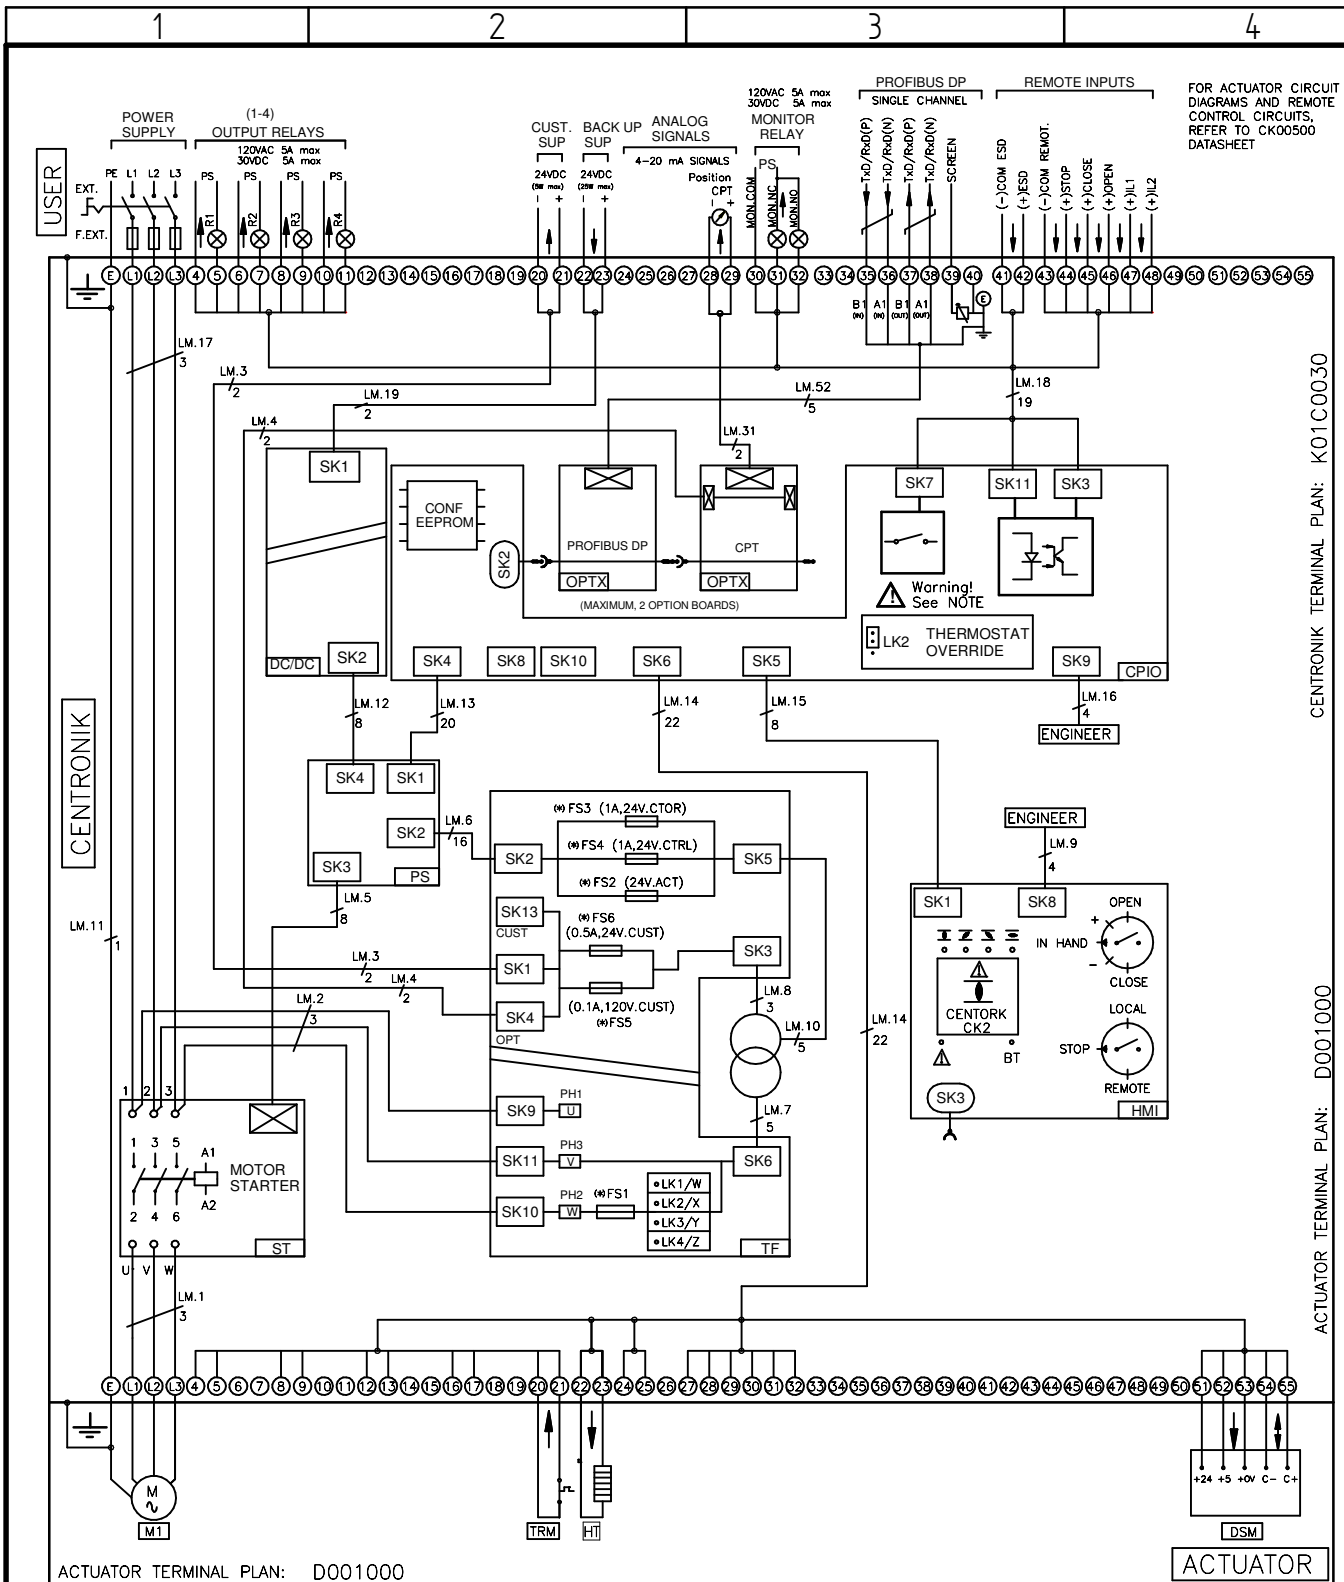 1 2 3 4
POWER
SUPPLY
(1-4)
OUTPUT RELAYS
120VAC 5A max
30VDC 5A max
CUST.
SUP
24VDC
(5W max)
- +
BACK UP
SUP
24VDC
(25W max)
- +
ANALOG
SIGNALS
4-20 mA SIGNALS
Position
CPT
- +
120VAC 5A max
30VDC 5A max
MONITOR
RELAY
PS
MON.COM
MON.NC
MON.NO
PROFIBUS DP
SINGLE CHANNEL
TxD/RxD(P)
TxD/RxD(N)
TxD/RxD(P)
TxD/RxD(N)
SCREEN
REMOTE INPUTS
(-)COM ESD
(+)ESD
(-)COM REMOT.
(+)STOP
(+)CLOSE
(+)OPEN
(+)IL1
(+)IL2
FOR ACTUATOR CIRCUIT
DIAGRAMS AND REMOTE
CONTROL CIRCUITS,
REFER TO CK00500
DATASHEET
USER
PE L1 L2 L3
EXT.
F.EXT.
PS PS PS PS
R1 R2 R3 R4
E L1 L2 L3 4 5 6 7 8 9 10 11 12 13 14 15 16 17 18 19 20 21 22 23 24 25 26 27 28 29 30 31 32 33 34 35 36 37 38 39 40 41 42 43 44 45 46 47 48 49 50 51 52 53 54 55
B1 A1 B1 A1
(IN) (IN) (OUT) (OUT)
E
LM.17
3
LM.3
2
LM.19
2
LM.4
2
LM.31
2
LM.52
5
LM.18
19
CENTRONIK TERMINAL PLAN: K01C0030
SK1
CONF
EEPROM
SK2
PROFIBUS DP
OPTX
CPT
OPTX
(MAXIMUM, 2 OPTION BOARDS)
SK7
SK11
SK3
Warning!
See NOTE
LK2
THERMOSTAT
OVERRIDE
DC/DC
SK2
SK4
SK8
SK10
SK6
SK5
SK9
CPIO
CENTRONIK
LM.12
8
LM.13
20
LM.14
22
LM.15
8
LM.16
4
ENGINEER
SK4
SK1
SK2
SK3
PS
LM.6
16
LM.5
8
(*) FS3 (1A,24V.CTOR)
(*) FS4 (1A,24V.CTRL)
(*) FS2 (24V.ACT)
SK2
SK5
SK13
CUST
(*) FS6
(0.5A,24V.CUST)
SK1
SK3
(0.1A,120V.CUST)
(*) FS5
SK4
OPT
LM.11
1
LM.3
2
LM.4
2
LM.2
3
LM.8
3
LM.10
5
LM.14
22
LM.7
5
ENGINEER
LM.9
4
SK1
SK8
OPEN
+
IN HAND
-
CLOSE
CENTORK
CK2
BT
LOCAL
STOP
REMOTE
SK3
HMI
ACTUATOR TERMINAL PLAN: D001000
SK9
PH1
U
SK11
PH3
V
SK6
SK10
PH2
W
(*) FS1
LK1/W
LK2/X
LK3/Y
LK4/Z
TF
1 2 3
1 3 5
A1
A2
MOTOR
STARTER
2 4 6
ST
U V W
LM.1
3
E L1 L2 L3 4 5 6 7 8 9 10 11 12 13 14 15 16 17 18 19 20 21 22 23 24 25 26 27 28 29 30 31 32 33 34 35 36 37 38 39 40 41 42 43 44 45 46 47 48 49 50 51 52 53 54 55
M
M1
TRM
HT
+24 +5 +0V C- C+
DSM
ACTUATOR TERMINAL PLAN: D001000
ACTUATOR